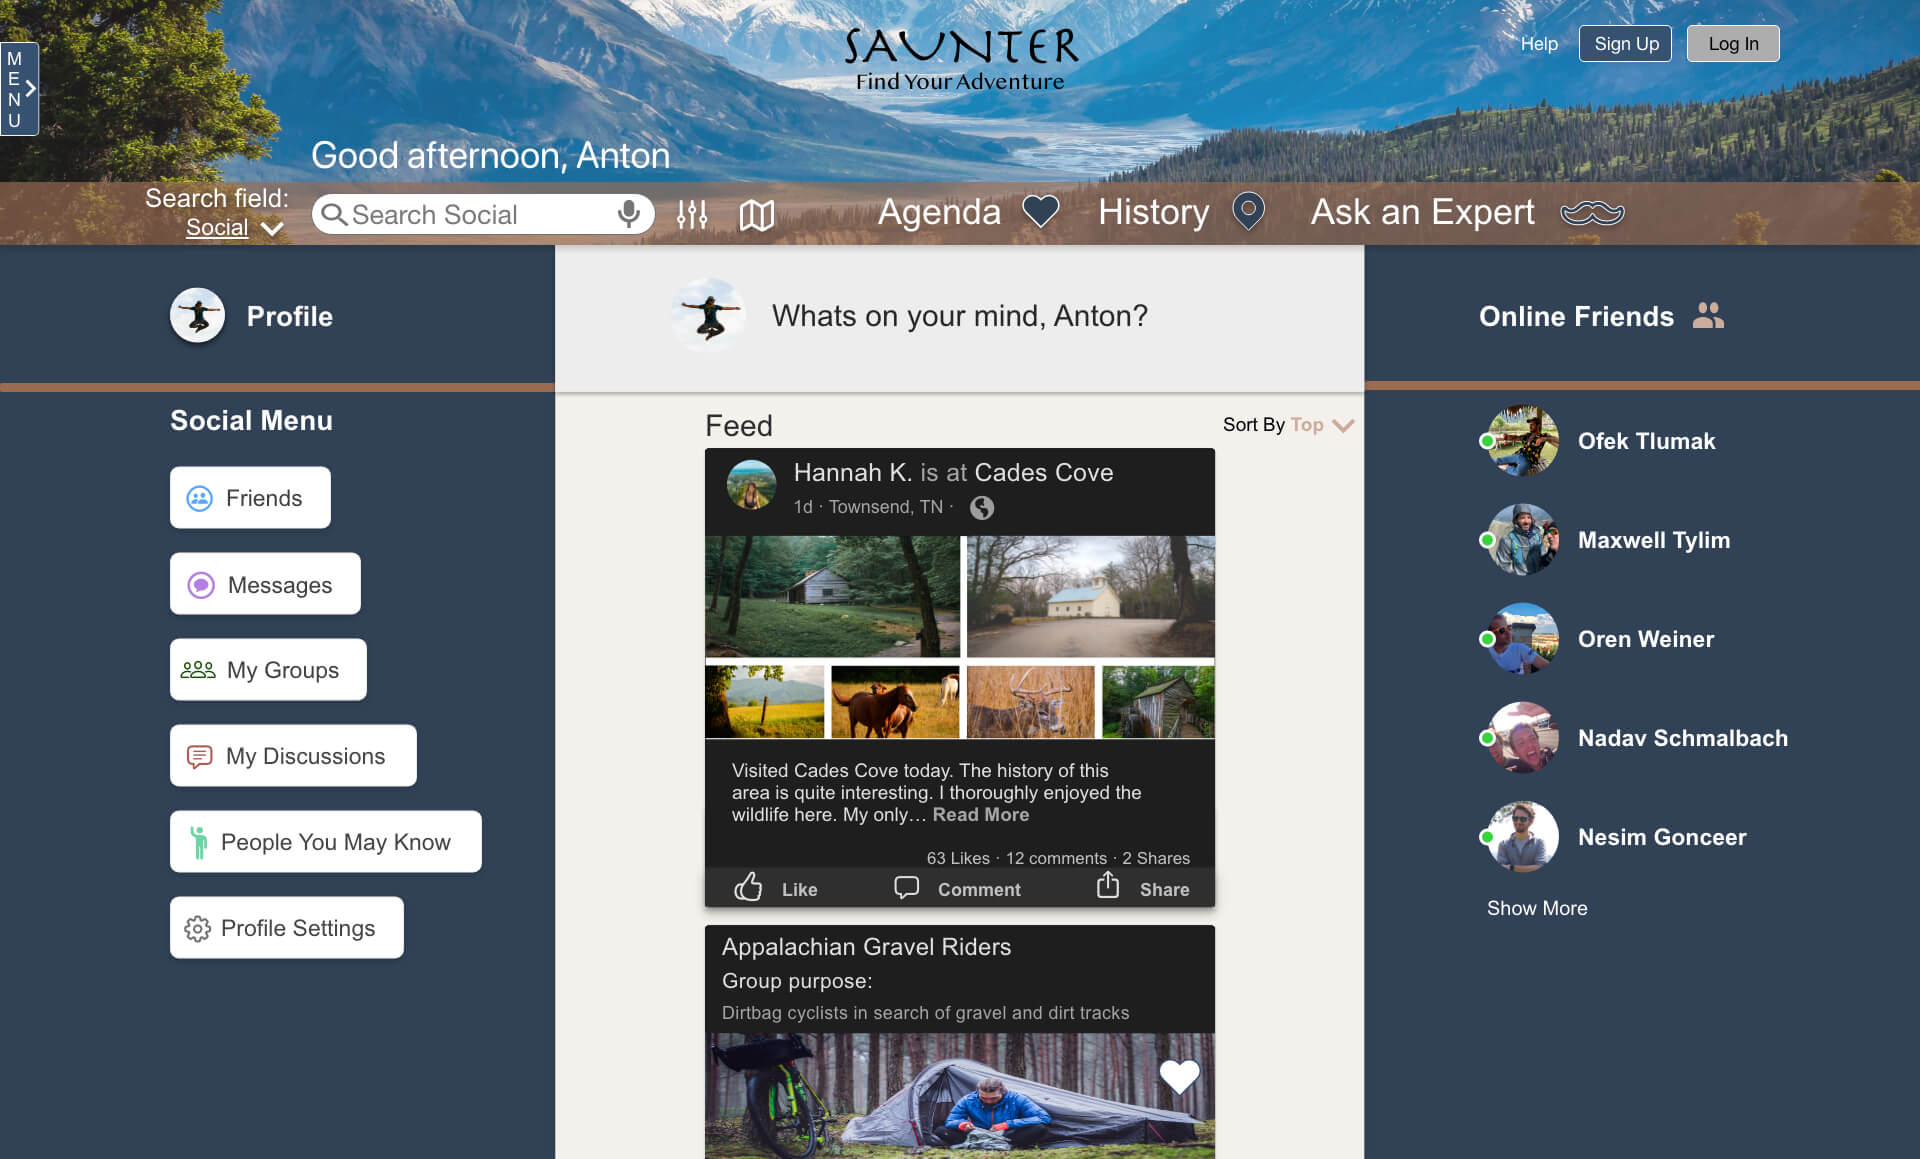 SAUNTER
Find Your Adventure
Help
Sign Up
Log In
MENU
Good afternoon, Anton
Search field:
Social
Search Social
Agenda
History
Ask an Expert
Profile
Whats on your mind, Anton?
Online Friends
Social Menu
Friends
Messages
My Groups
My Discussions
People You May Know
Profile Settings
Feed
Sort By Top
Hannah K. is at Cades Cove
1d · Townsend, TN ·
Visited Cades Cove today. The history of this
area is quite interesting. I thoroughly enjoyed the
wildlife here. My only… Read More
63 Likes · 12 comments · 2 Shares
Like
Comment
Share
Appalachian Gravel Riders
Group purpose:
Dirtbag cyclists in search of gravel and dirt tracks
Ofek Tlumak
Maxwell Tylim
Oren Weiner
Nadav Schmalbach
Nesim Gonceer
Show More